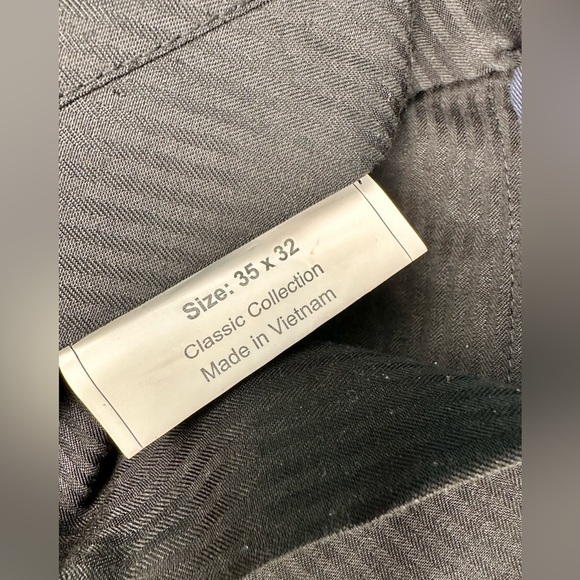 Size: 35 x 32
Classic Collection
Made in Vietnam